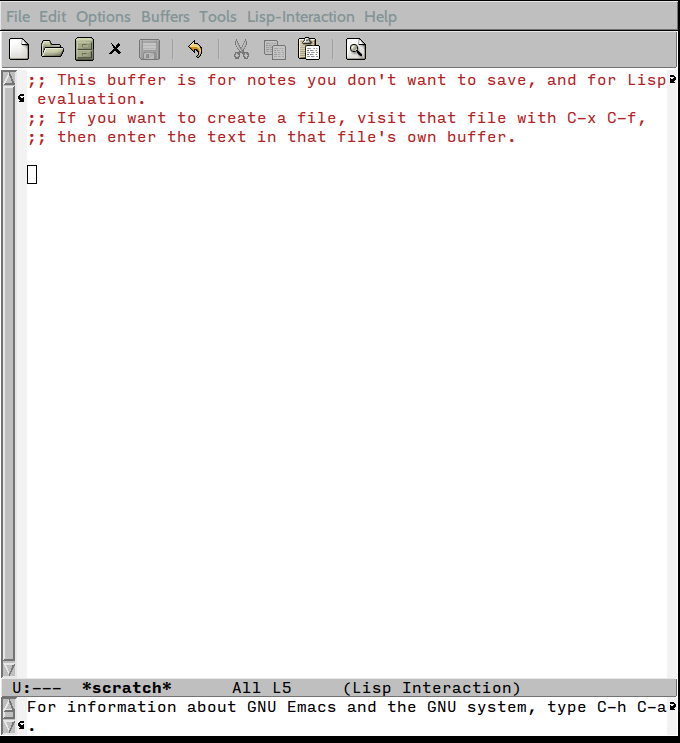 File Edit Options Buffers Tools Lisp-Interaction Help
;; This buffer is for notes you don't want to save, and for Lisp
evaluation.
;; If you want to create a file, visit that file with C-x C-f,
;; then enter the text in that file's own buffer.
U:--- *scratch* All L5 (Lisp Interaction)
For information about GNU Emacs and the GNU system, type C-h C-a
.